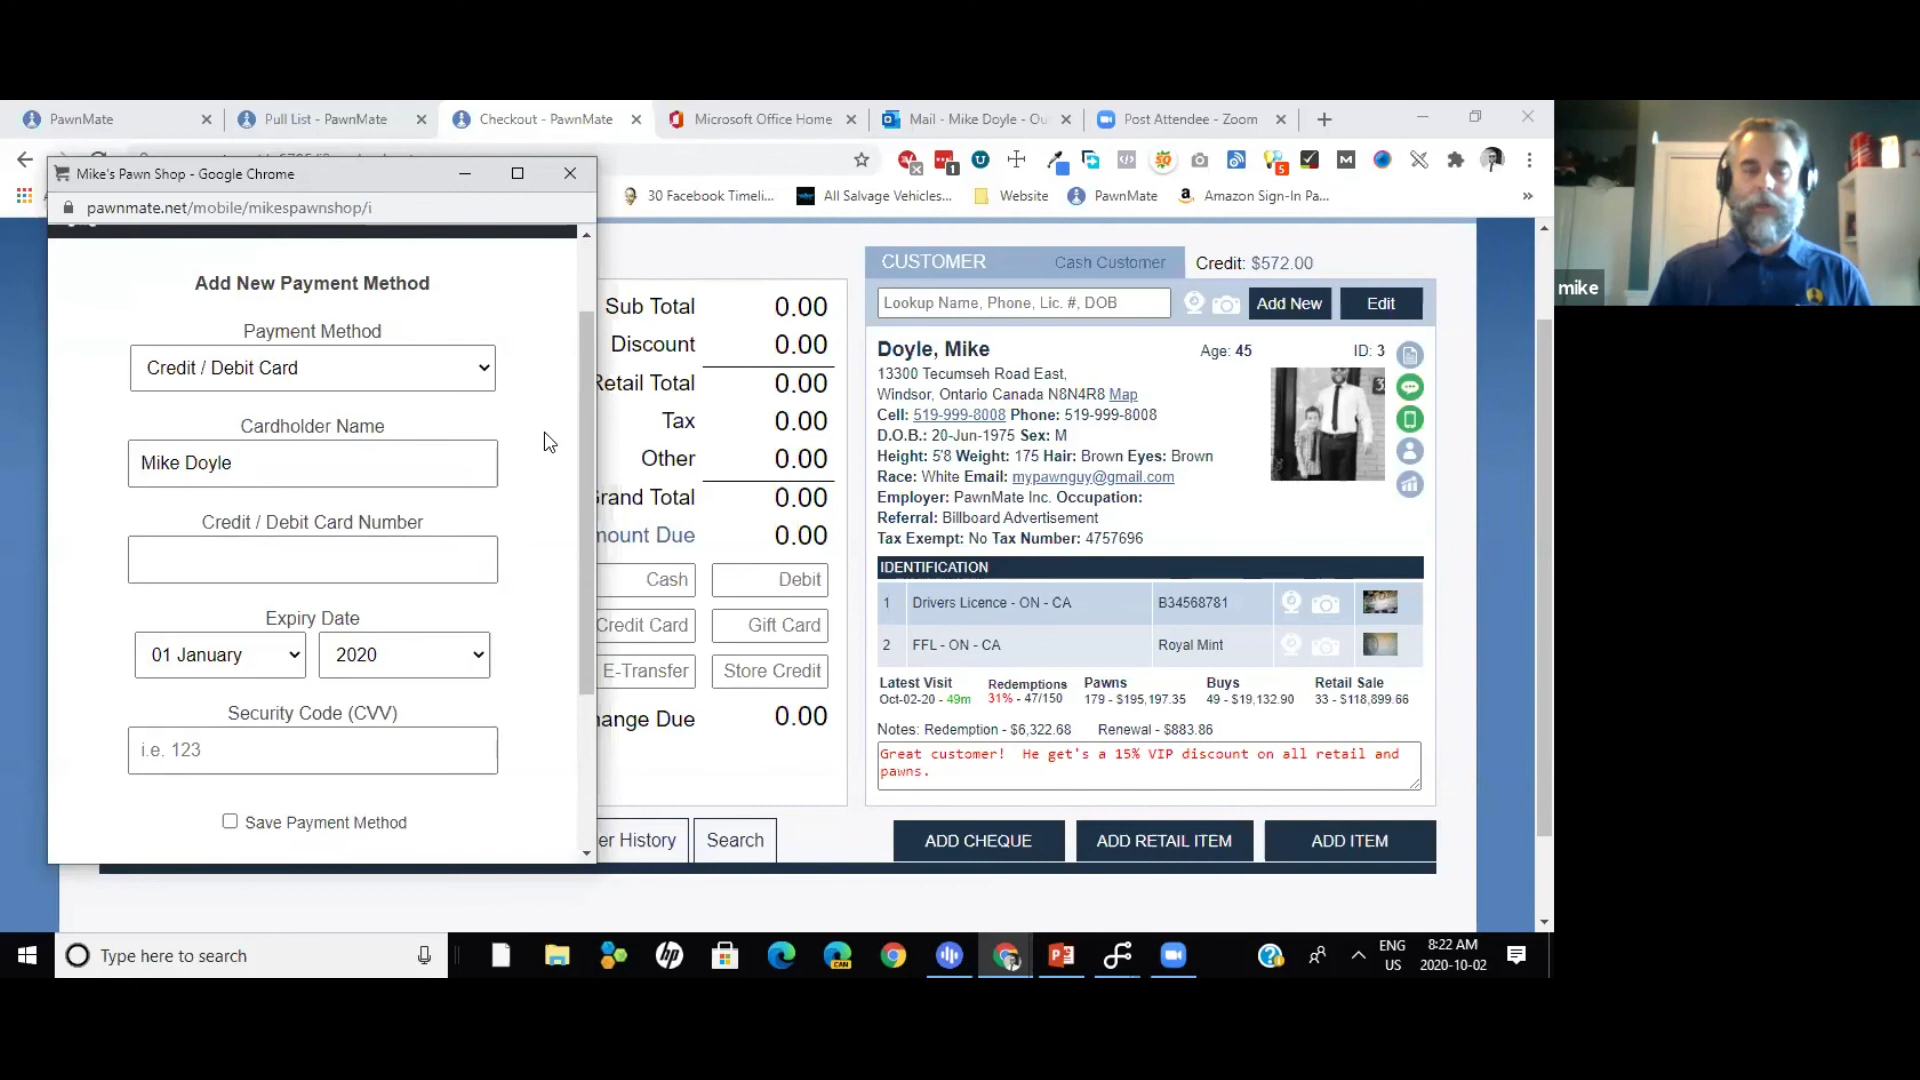 PawnMate
Pull List - PawnMate
Checkout - PawnMate
Microsoft Office Home
Mail - Mike Doyle - Ou
Post Attendee - Zoom
Mike's Pawn Shop - Google Chrome
pawnmate.net/mobile/mikespawnshop/i
30 Facebook Timeli...
All Salvage Vehicles...
Website
PawnMate
Amazon Sign-In Pa...
»
Add New Payment Method
Payment Method
Credit / Debit Card
Cardholder Name
Mike Doyle
Credit / Debit Card Number
Expiry Date
01 January
2020
Security Code (CVV)
i.e. 123
Save Payment Method
Sub Total 0.00
Discount 0.00
Retail Total 0.00
Tax 0.00
Other 0.00
Grand Total 0.00
mount Due 0.00
Cash Debit
Credit Card Gift Card
E-Transfer Store Credit
hange Due 0.00
er History Search
CUSTOMER Cash Customer Credit: $572.00
Lookup Name, Phone, Lic. #, DOB Add New Edit
Doyle, Mike Age: 45 ID: 3
13300 Tecumseh Road East,
Windsor, Ontario Canada N8N4R8 Map
Cell: 519-999-8008 Phone: 519-999-8008
D.O.B.: 20-Jun-1975 Sex: M
Height: 5'8 Weight: 175 Hair: Brown Eyes: Brown
Race: White Email: mypawnguy@gmail.com
Employer: PawnMate Inc. Occupation:
Referral: Billboard Advertisement
Tax Exempt: No Tax Number: 4757696
IDENTIFICATION
1 Drivers Licence - ON - CA B34568781
2 FFL - ON - CA Royal Mint
Latest Visit Redemptions Pawns Buys Retail Sale
Oct-02-20 - 49m 31% - 47/150 179 - $195,197.35 49 - $19,132.90 33 - $118,899.66
Notes: Redemption - $6,322.68 Renewal - $883.86
Great customer! He get's a 15% VIP discount on all retail and
pawns.
ADD CHEQUE ADD RETAIL ITEM ADD ITEM
mike
Type here to search
ENG
US
8:22 AM
2020-10-02